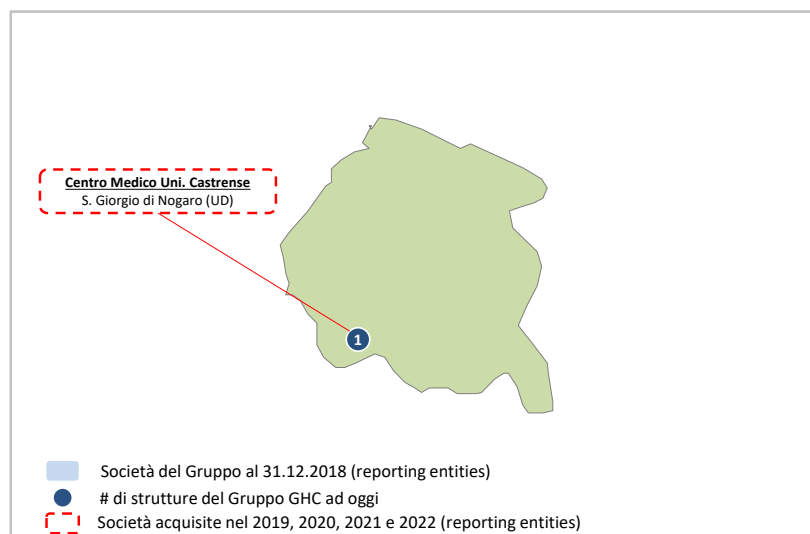 Centro Medico Uni. Castrense
S. Giorgio di Nogaro (UD)
1
Società del Gruppo al 31.12.2018 (reporting entities)
# di strutture del Gruppo GHC ad oggi
Società acquisite nel 2019, 2020, 2021 e 2022 (reporting entities)